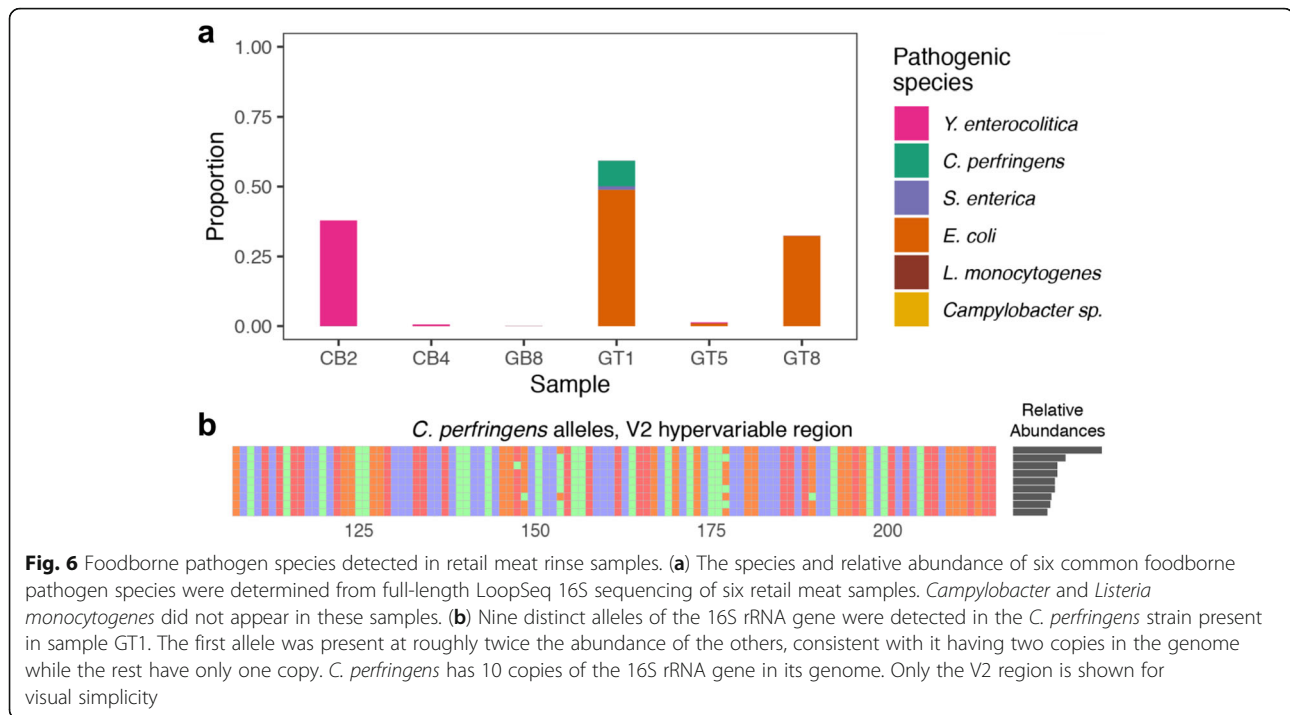 a
1.00
0.75
0.50
0.25
0.00
Proportion
CB2 CB4 GB8 GT1 GT5 GT8
Sample
Pathogenic
species
Y. enterocolitica
C. perfringens
S. enterica
E. coli
L. monocytogenes
Campylobacter sp.
b
C. perfringens alleles, V2 hypervariable region
Relative
Abundances
125 150 175 200
Fig. 6 Foodborne pathogen species detected in retail meat rinse samples. (a) The species and relative abundance of six common foodborne
pathogen species were determined from full-length LoopSeq 16S sequencing of six retail meat samples. Campylobacter and Listeria
monocytogenes did not appear in these samples. (b) Nine distinct alleles of the 16S rRNA gene were detected in the C. perfringens strain present
in sample GT1. The first allele was present at roughly twice the abundance of the others, consistent with it having two copies in the genome
while the rest have only one copy. C. perfringens has 10 copies of the 16S rRNA gene in its genome. Only the V2 region is shown for
visual simplicity